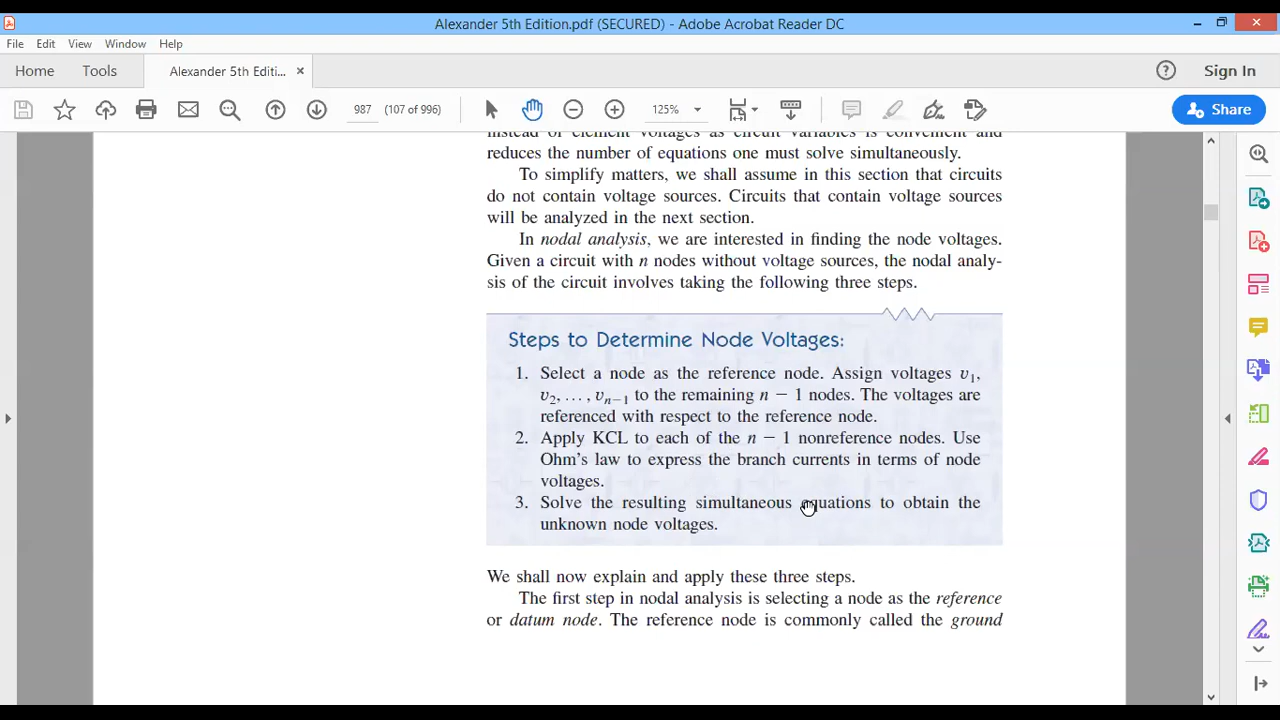 Alexander 5th Edition.pdf (SECURED) - Adobe Acrobat Reader DC
File Edit View Window Help
Home Tools Alexander 5th Editi... × Sign In
987 (107 of 996) 125% Share
instead of element voltages as circuit variables is convenient and
reduces the number of equations one must solve simultaneously.
To simplify matters, we shall assume in this section that circuits
do not contain voltage sources. Circuits that contain voltage sources
will be analyzed in the next section.
In nodal analysis, we are interested in finding the node voltages.
Given a circuit with n nodes without voltage sources, the nodal analy-
sis of the circuit involves taking the following three steps.
Steps to Determine Node Voltages:
1. Select a node as the reference node. Assign voltages v₁,
v₂, . . . , vₙ₋₁ to the remaining n − 1 nodes. The voltages are
referenced with respect to the reference node.
2. Apply KCL to each of the n − 1 nonreference nodes. Use
Ohm's law to express the branch currents in terms of node
voltages.
3. Solve the resulting simultaneous equations to obtain the
unknown node voltages.
We shall now explain and apply these three steps.
The first step in nodal analysis is selecting a node as the reference
or datum node. The reference node is commonly called the ground